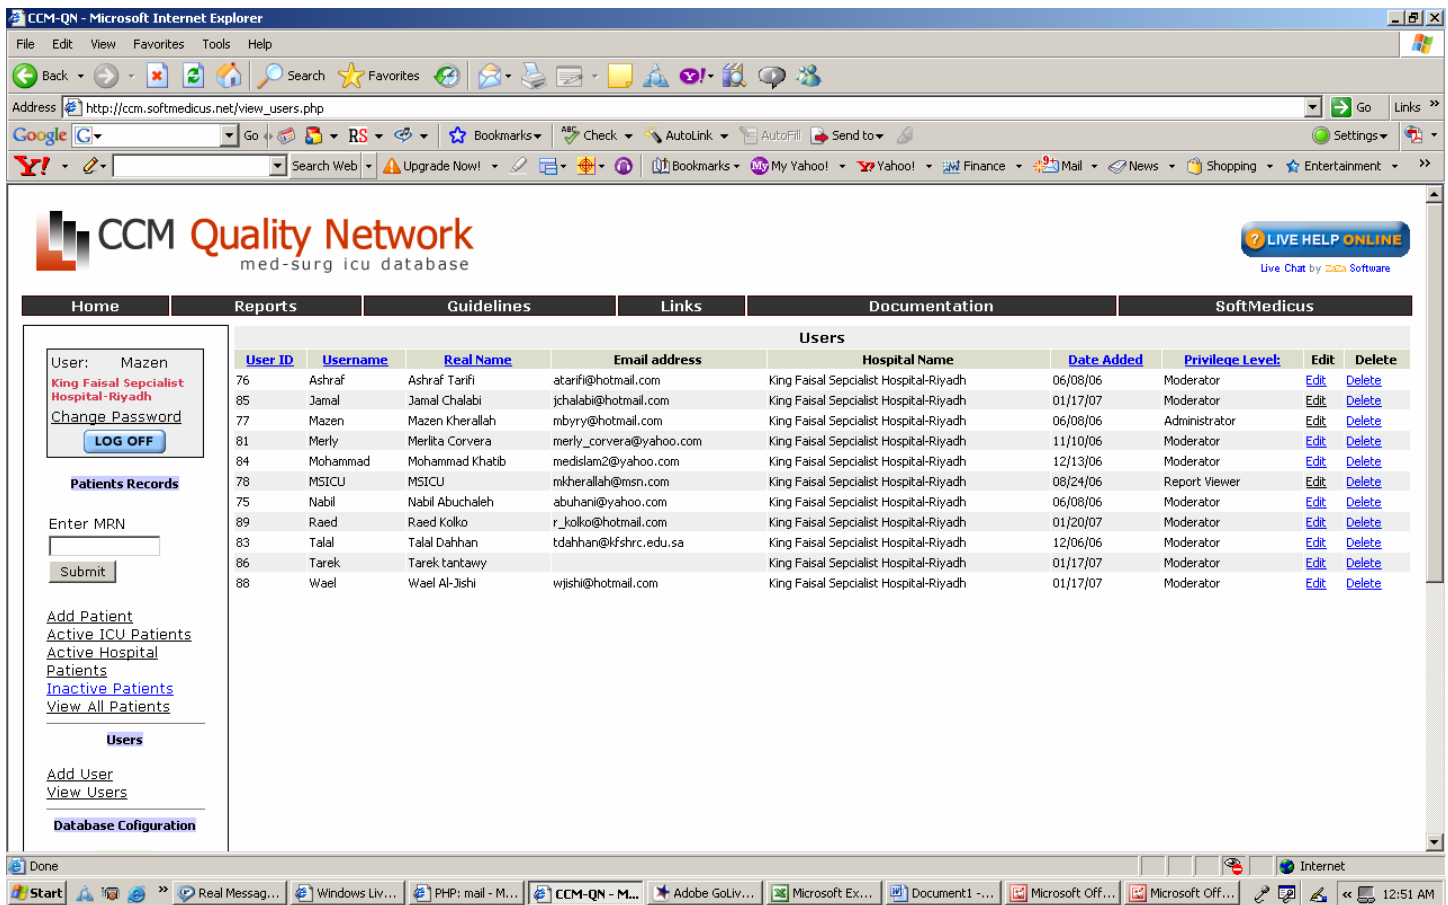 CCM-QN - Microsoft Internet Explorer
File Edit View Favorites Tools Help
Back Search Favorites
Address http://ccm.softmedicus.net/view_users.php Go Links »
Google G Go RS Bookmarks ABC Check AutoLink AutoFill Send to Settings
Y! Search Web Upgrade Now! Bookmarks My Yahoo! Yahoo! Finance Mail News Shopping Entertainment »
CCM Quality Network
med-surg icu database
? LIVE HELP ONLINE
Live Chat by ZaZa Software
Home Reports Guidelines Links Documentation SoftMedicus
Users
User ID Username Real Name Email address Hospital Name Date Added Privilege Level: Edit Delete
76 Ashraf Ashraf Tarifi atarifi@hotmail.com King Faisal Sepcialist Hospital-Riyadh 06/08/06 Moderator Edit Delete
85 Jamal Jamal Chalabi jchalabi@hotmail.com King Faisal Sepcialist Hospital-Riyadh 01/17/07 Moderator Edit Delete
77 Mazen Mazen Kherallah mbyry@hotmail.com King Faisal Sepcialist Hospital-Riyadh 06/08/06 Administrator Edit Delete
81 Merly Merlita Corvera merly_corvera@yahoo.com King Faisal Sepcialist Hospital-Riyadh 11/10/06 Moderator Edit Delete
84 Mohammad Mohammad Khatib medislam2@yahoo.com King Faisal Sepcialist Hospital-Riyadh 12/13/06 Moderator Edit Delete
78 MSICU MSICU mkherallah@msn.com King Faisal Sepcialist Hospital-Riyadh 08/24/06 Report Viewer Edit Delete
75 Nabil Nabil Abuchaleh abuhani@yahoo.com King Faisal Sepcialist Hospital-Riyadh 06/08/06 Moderator Edit Delete
89 Raed Raed Kolko r_kolko@hotmail.com King Faisal Sepcialist Hospital-Riyadh 01/20/07 Moderator Edit Delete
83 Talal Talal Dahhan tdahhan@kfshrc.edu.sa King Faisal Sepcialist Hospital-Riyadh 12/06/06 Moderator Edit Delete
86 Tarek Tarek tantawy King Faisal Sepcialist Hospital-Riyadh 01/17/07 Moderator Edit Delete
88 Wael Wael Al-Jishi wjishi@hotmail.com King Faisal Sepcialist Hospital-Riyadh 01/17/07 Moderator Edit Delete
User: Mazen
King Faisal Sepcialist
Hospital-Riyadh
Change Password
LOG OFF
Patients Records
Enter MRN
Submit
Add Patient
Active ICU Patients
Active Hospital
Patients
Inactive Patients
View All Patients
Users
Add User
View Users
Database Cofiguration
Done Internet
Start » Real Messag... Windows Liv... PHP: mail - M... CCM-QN - M... Adobe GoLiv... Microsoft Ex... Document1 -... Microsoft Off... Microsoft Off... « 12:51 AM